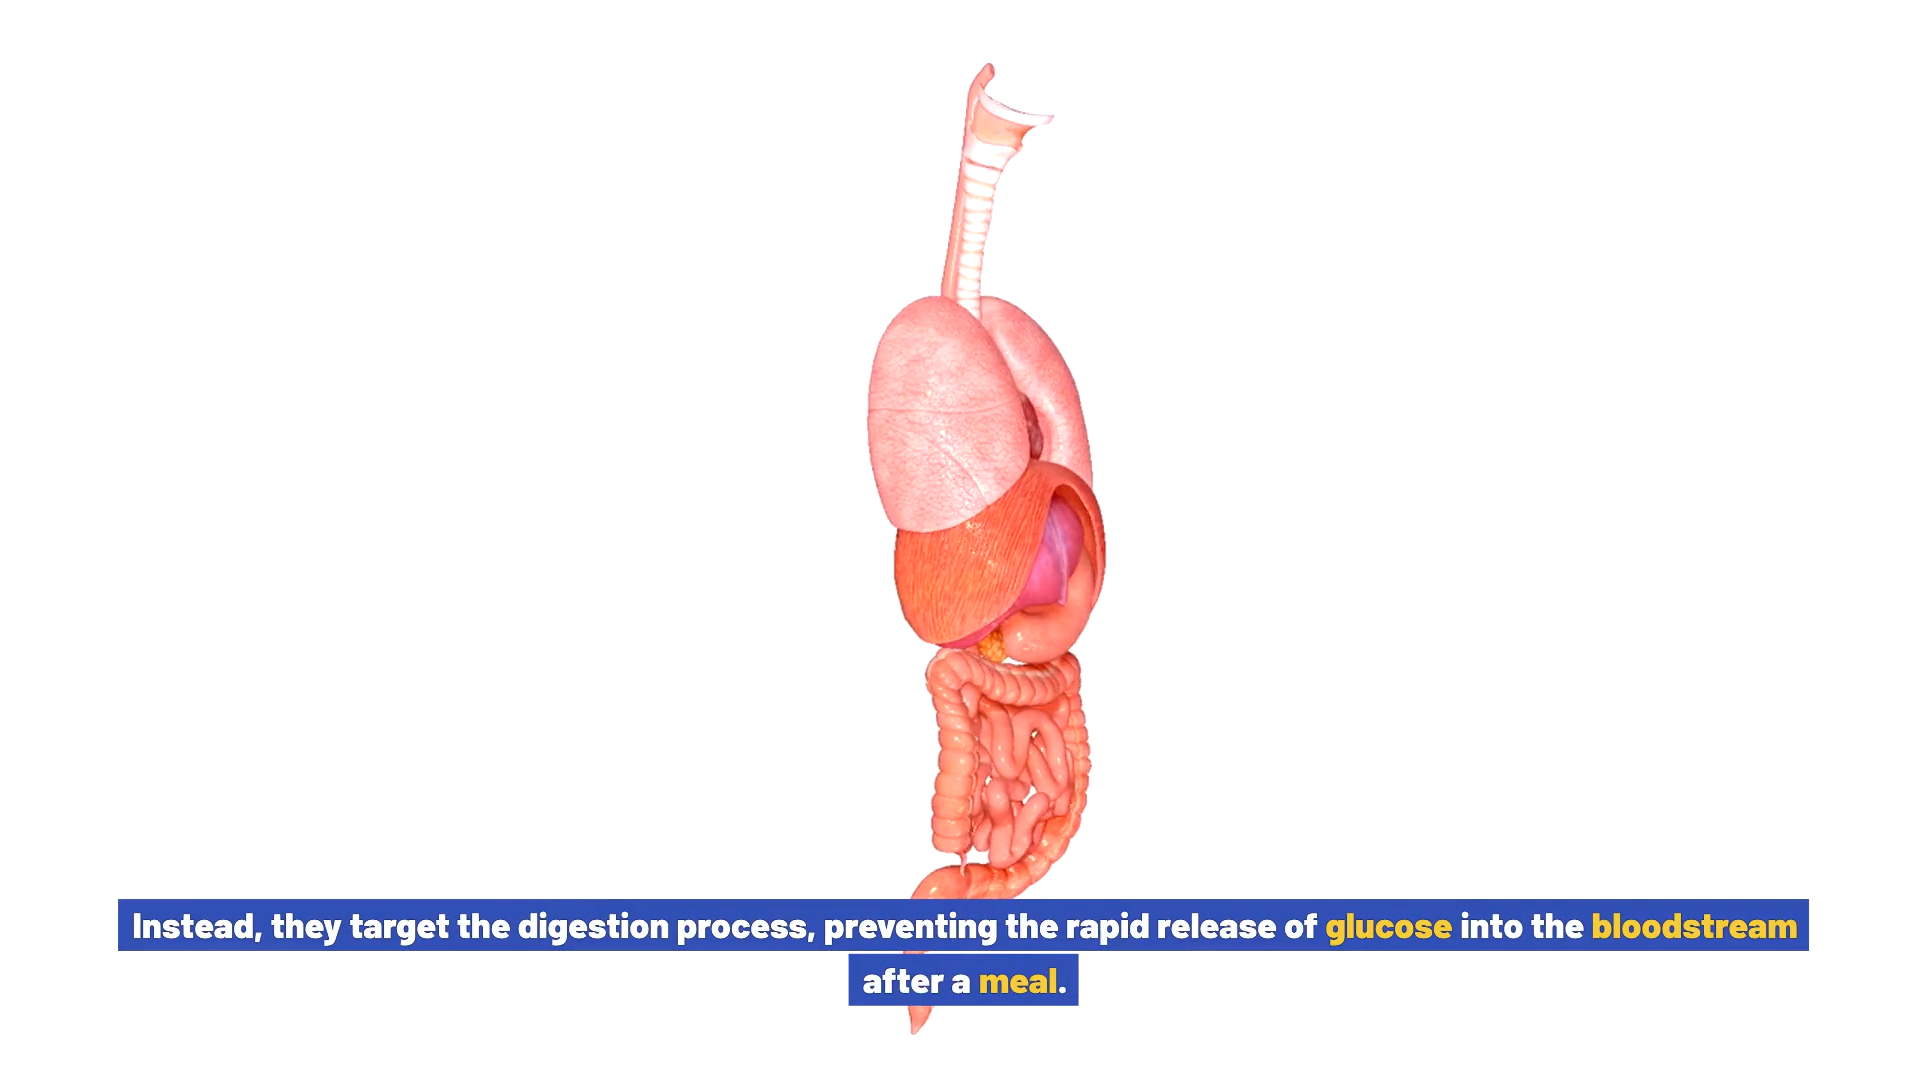 Instead, they target the digestion process, preventing the rapid release of glucose into the bloodstream
after a meal.